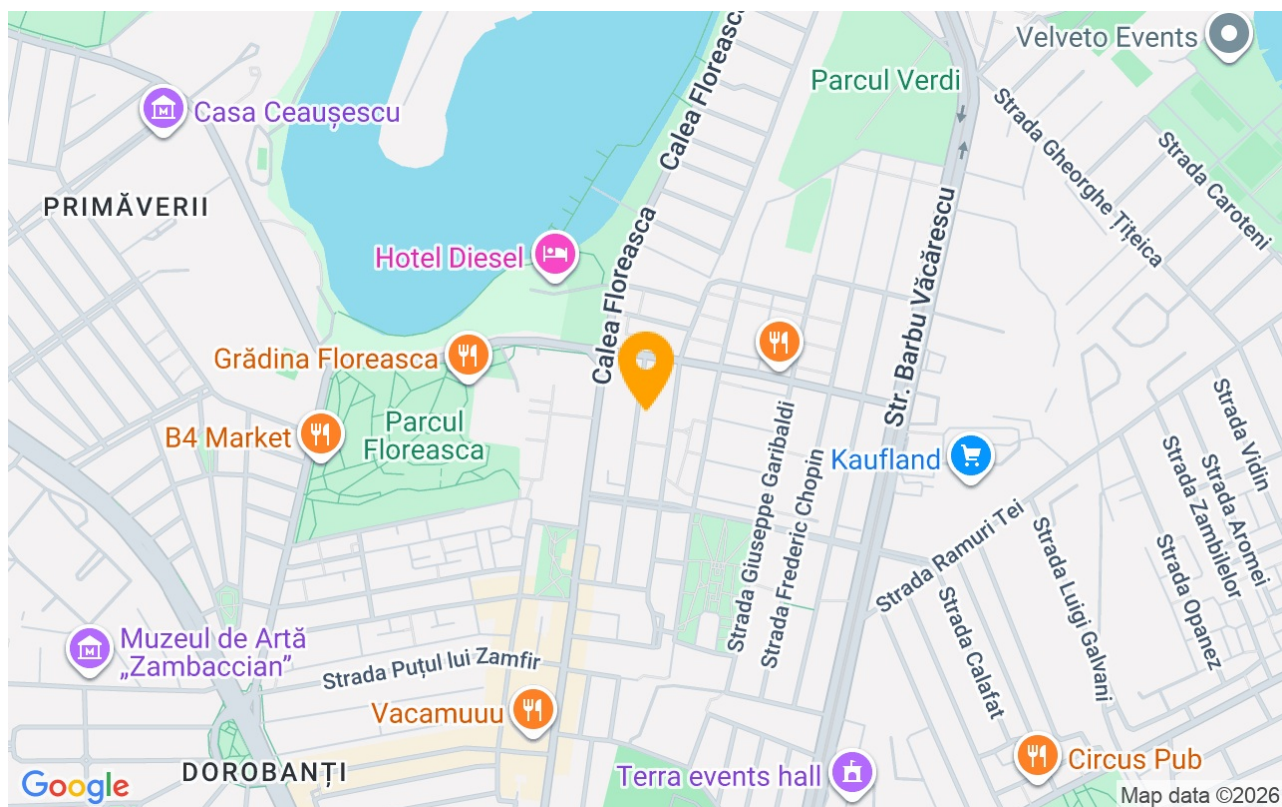 Velveto Events
Parcul Verdi
Casa Ceaușescu
Calea Floreasca
Strada Gheorghe Țițeica
Strada Caroteni
PRIMĂVERII
Hotel Diesel
Calea Floreasca
Str. Barbu Văcărescu
Grădina Floreasca
Calea Floreasca
B4 Market
Parcul
Floreasca
Strada Giuseppe Garibaldi
Strada Frederic Chopin
Kaufland
Strada Vidin
Strada Aromei
Strada Zambilelor
Strada Opanez
Strada Ramuri Tei
Strada Luigi Galvani
Strada Calafat
Muzeul de Artă
„Zambaccian”
Strada Puțul lui Zamfir
Vacamuuu
DOROBANȚI
Terra events hall
Circus Pub
Google
Map data ©2026